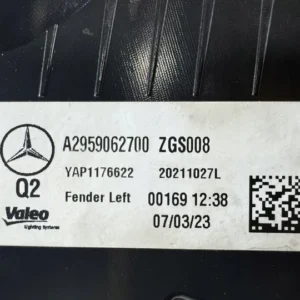 A2959062700 ZGS008
YAP1176622 20211027L
Q2
Fender Left 00169 12:38
Valeo
Lighting Systems
07/03/23